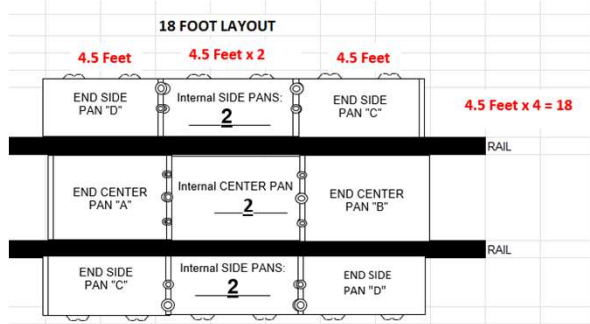 18 FOOT LAYOUT
4.5 Feet
4.5 Feet x 2
4.5 Feet
END SIDE
PAN "D"
Internal SIDE PANS:
2
END SIDE
PAN "C"
4.5 Feet x 4 = 18
RAIL
END CENTER
PAN "A"
Internal CENTER PAN
2
END CENTER
PAN "B"
RAIL
END SIDE
PAN "C"
Internal SIDE PANS:
2
END SIDE
PAN "D"